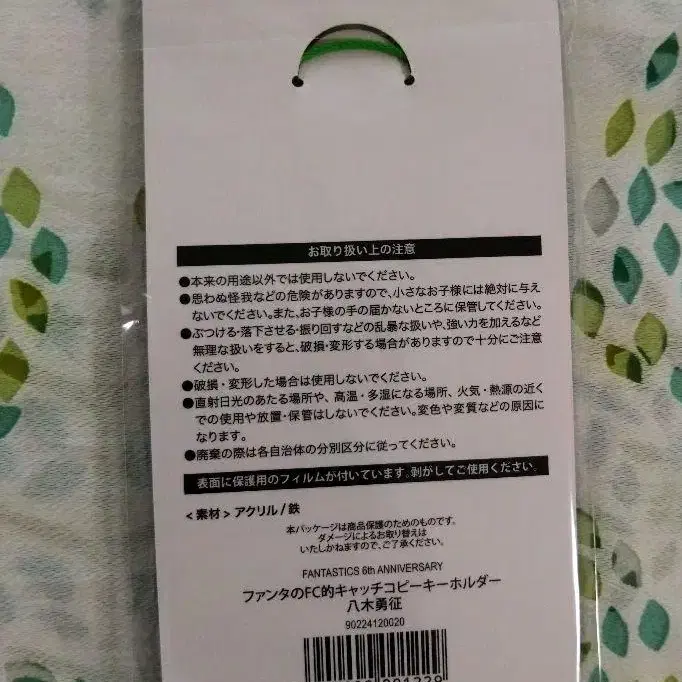 お取り扱い上の注意
●本来の用途以外では使用しないでください。
●思わぬ怪我などの危険がありますので、小さなお子様には絶対に与え
ないでください。また、お子様の手の届かないところに保管してください。
●ぶつける・落下させる・振り回すなどの乱暴な扱いや、強い力を加えるなど
無理な扱いをすると、破損・変形する場合がありますので十分にご注意
ください。
●破損・変形した場合は使用しないでください。
●直射日光のあたる場所や、高温・多湿になる場所、火気・熱源の近く
での使用や放置・保管はしないでください。変色や変質などの原因に
なります。
●廃棄の際は各自治体の分別区分に従ってください。
表面に保護用のフィルムが付いています。剥がしてご使用ください。
<素材> アクリル / 鉄
本パッケージは商品保護のためのものです。
ダメージによるお取り替えは
いたしかねますので、ご了承ください。
FANTASTICS 6th ANNIVERSARY
ファンタのFC的キャッチコピーキーホルダー
八木勇征
90224120020